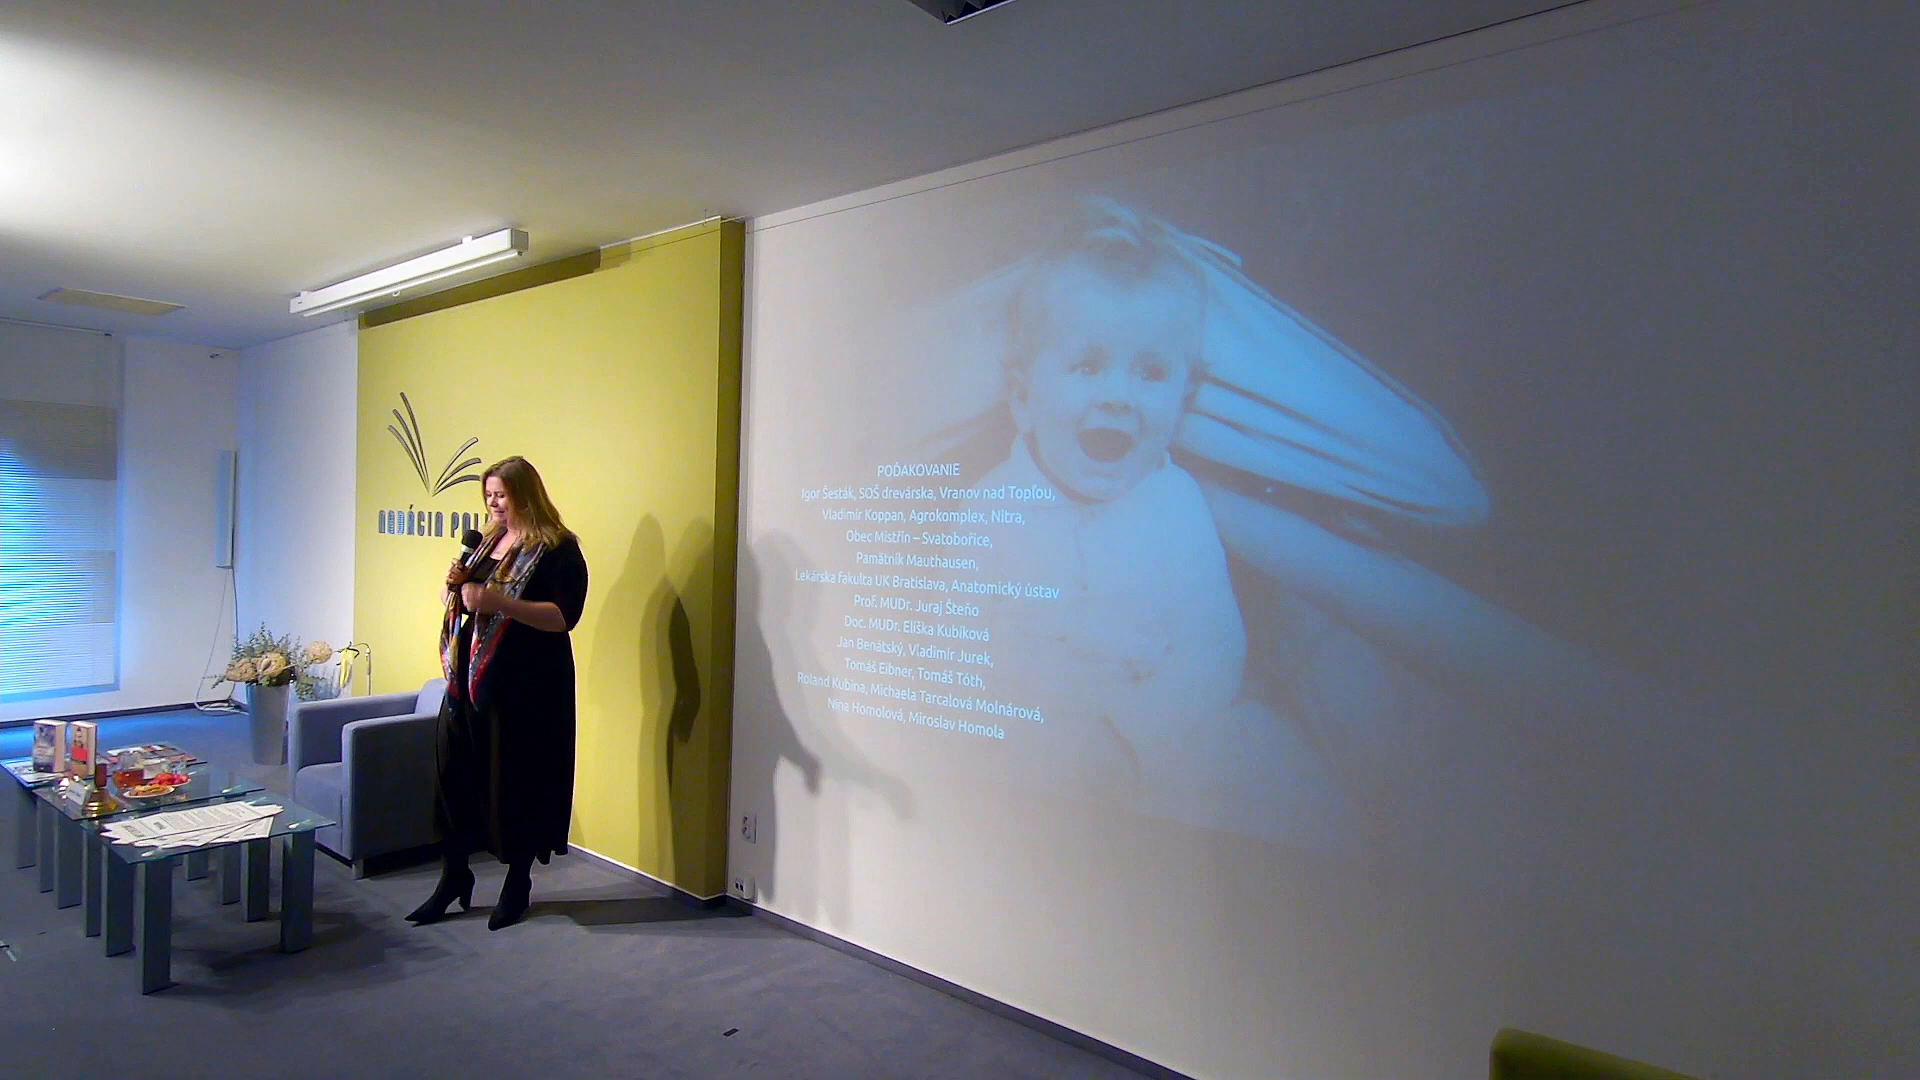 NADÁCIA
POĎAKOVANIE
Igor Šesták, SOŠ drevárska, Vranov nad Topľou,
Vladimír Koppan, Agrokomplex, Nitra,
Obec Mistřín – Svatobořice,
Pamätník Mauthausen,
Lekárska fakulta UK Bratislava, Anatomický ústav
Prof. MUDr. Juraj Šteňo
Doc. MUDr. Eliška Kubíková
Jan Benátský, Vladimír Jurek,
Tomáš Eibner, Tomáš Tóth,
Roland Kubina, Michaela Tarcalová Molnárová,
Nina Homolová, Miroslav Homola